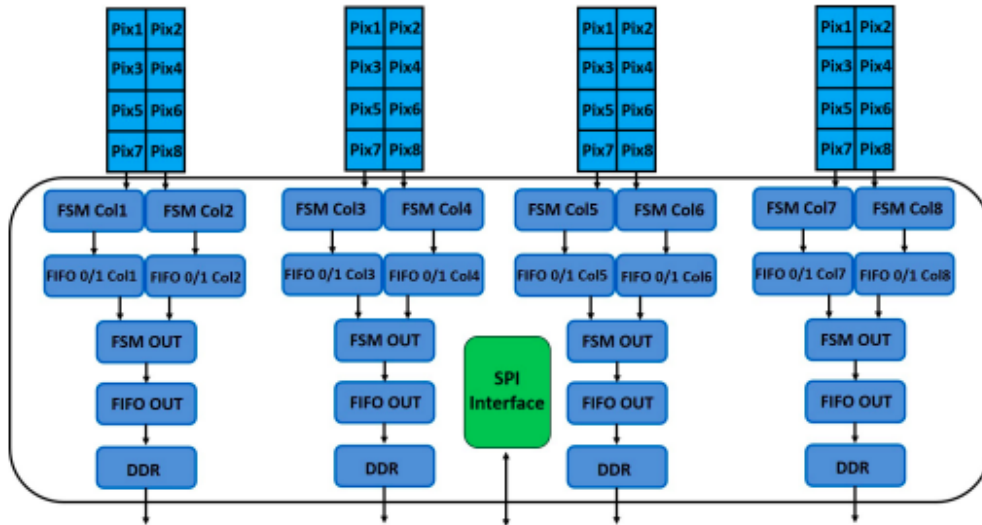 Pix1 Pix2 Pix1 Pix2 Pix1 Pix2 Pix1 Pix2
Pix3 Pix4 Pix3 Pix4 Pix3 Pix4 Pix3 Pix4
Pix5 Pix6 Pix5 Pix6 Pix5 Pix6 Pix5 Pix6
Pix7 Pix8 Pix7 Pix8 Pix7 Pix8 Pix7 Pix8
FSM Col1 FSM Col2 FSM Col3 FSM Col4 FSM Col5 FSM Col6 FSM Col7 FSM Col8
FIFO 0/1 Col1 FIFO 0/1 Col2 FIFO 0/1 Col3 FIFO 0/1 Col4 FIFO 0/1 Col5 FIFO 0/1 Col6 FIFO 0/1 Col7 FIFO 0/1 Col8
FSM OUT FSM OUT FSM OUT FSM OUT
SPI
Interface
FIFO OUT FIFO OUT FIFO OUT FIFO OUT
DDR DDR DDR DDR